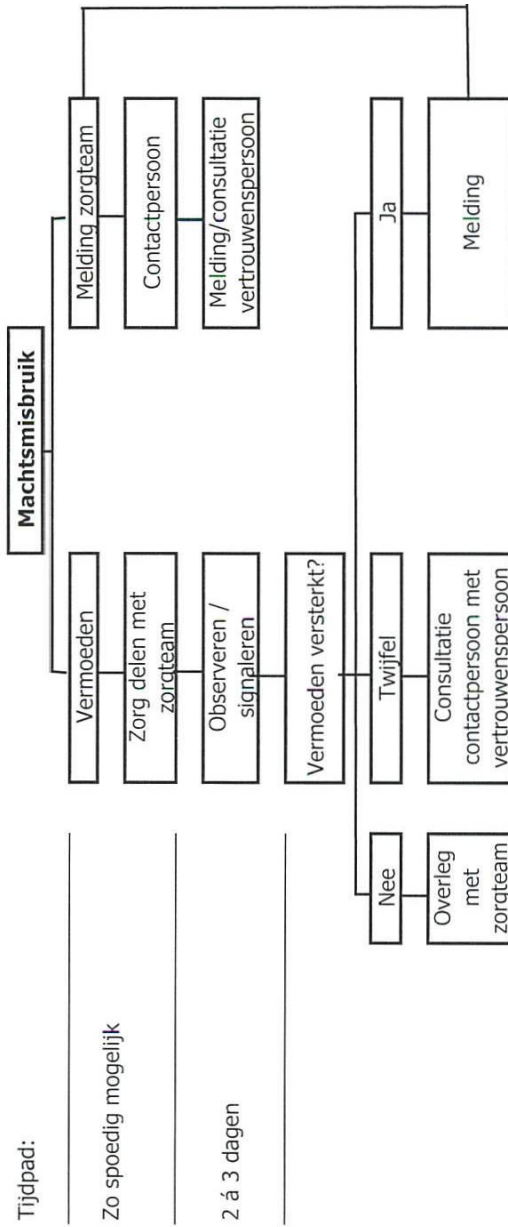 Machtsmisbruik
Tijdpad:
Vermoeden
Melding zorgteam
Zo spoedig mogelijk
Zorg delen met
zorgteam
Contactpersoon
2 á 3 dagen
Observeren /
signaleren
Melding/consultatie
vertrouwenspersoon
Vermoeden versterkt?
Nee
Twijfel
Ja
Overleg
met
zorgteam
Consultatie
contactpersoon met
vertrouwenspersoon
Melding